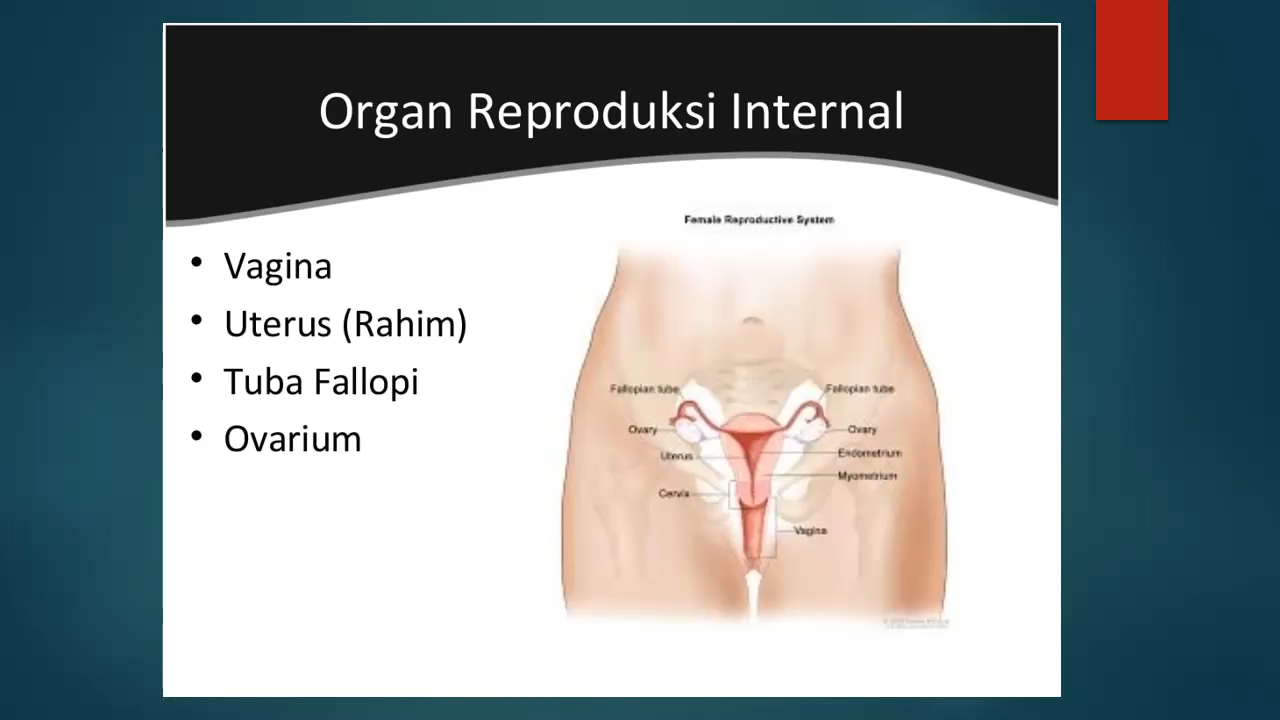 Organ Reproduksi Internal
Female Reproductive System
• Vagina
• Uterus (Rahim)
• Tuba Fallopi
• Ovarium
Fallopian tube
Fallopian tube
Ovary
Ovary
Uterus
Endometrium
Myometrium
Cervix
Vagina